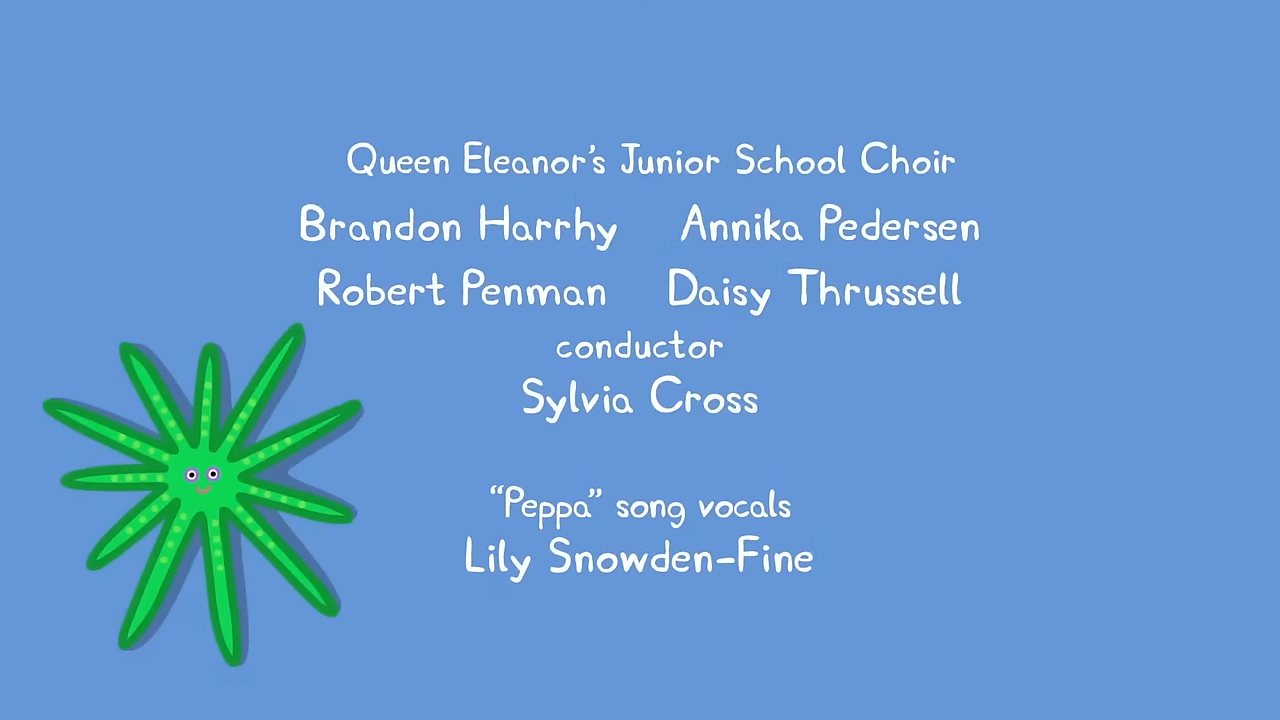 Queen Eleanor's Junior School Choir
Brandon Harrhy Annika Pedersen
Robert Penman Daisy Thrussell
conductor
Sylvia Cross
“Peppa” song vocals
Lily Snowden-Fine